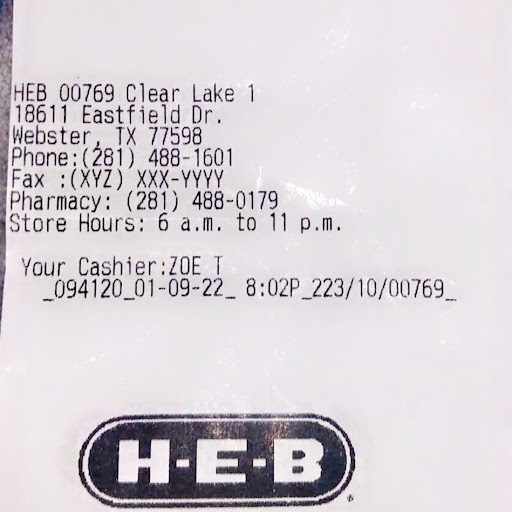 HEB 00769 Clear Lake 1
18611 Eastfield Dr.
Webster, TX 77598
Phone:(281) 488-1601
Fax :(XYZ) XXX-YYYY
Pharmacy: (281) 488-0179
Store Hours: 6 a.m. to 11 p.m.
Your Cashier:ZOE T
_094120_01-09-22_ 8:02P_223/10/00769_
H-E-B®